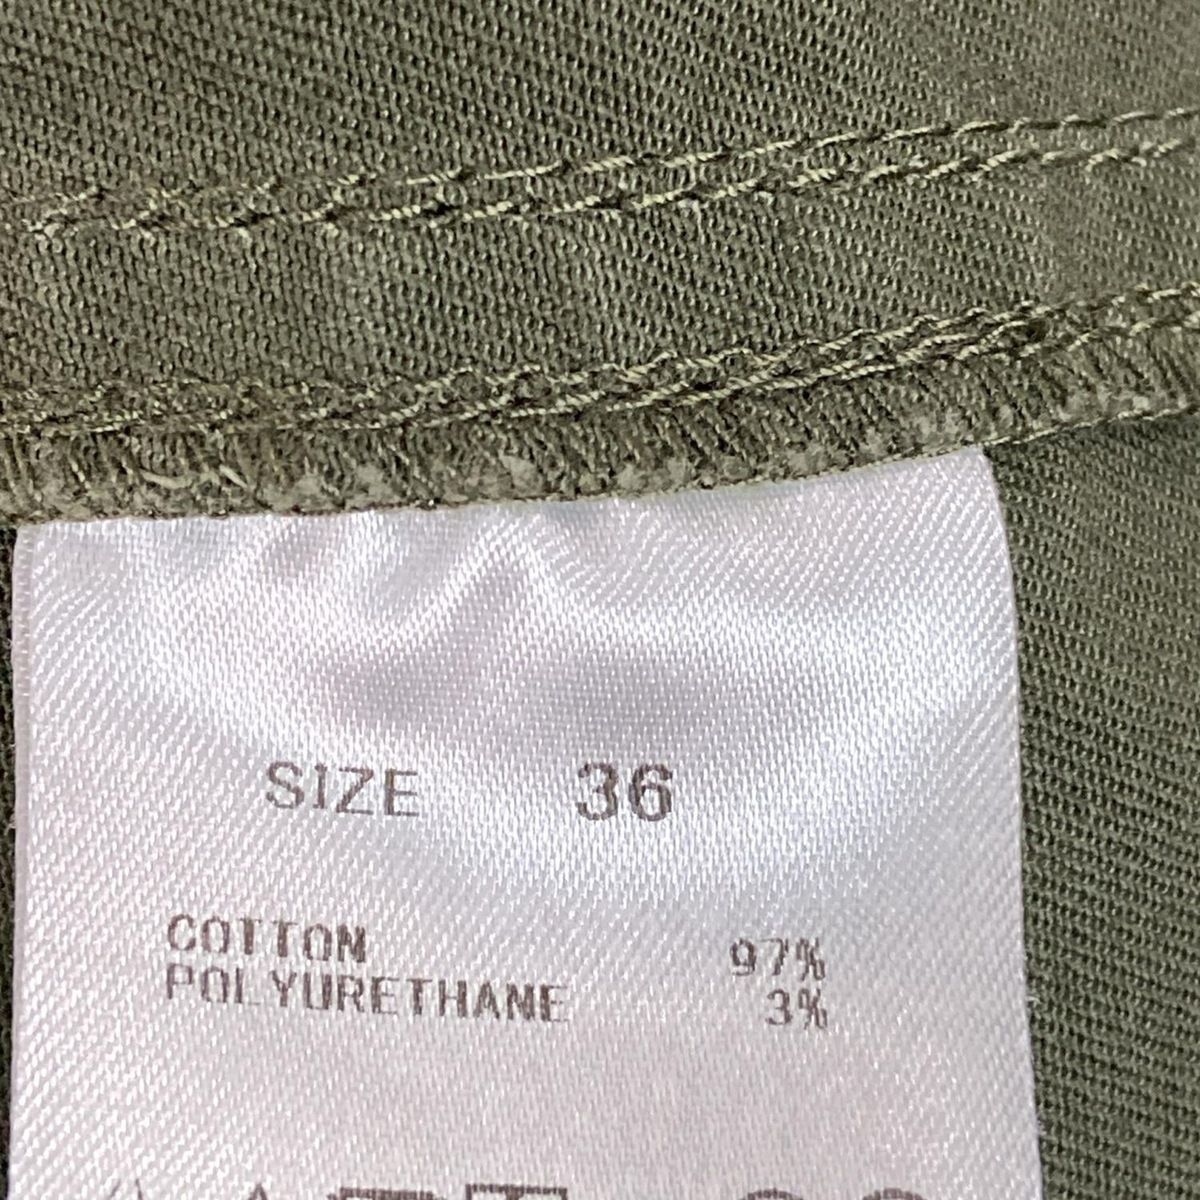 SIZE 36
COTTON 97%
POLYURETHANE 3%